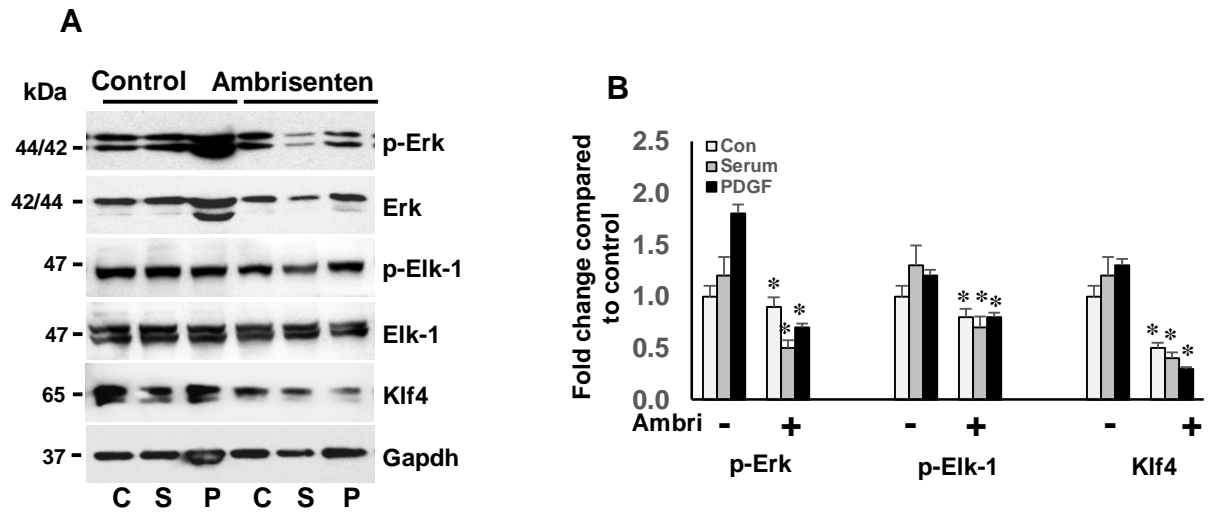 A
kDa
Control Ambrisenten
44/42 p-Erk
42/44 Erk
47 p-Elk-1
47 Elk-1
65 Klf4
37 Gapdh
C S P C S P
B
Fold change compared
to control
2.5
2.0
1.5
1.0
0.5
0.0
Con
Serum
PDGF
* * *
* * *
* * *
Ambri - + - + - +
p-Erk p-Elk-1 Klf4